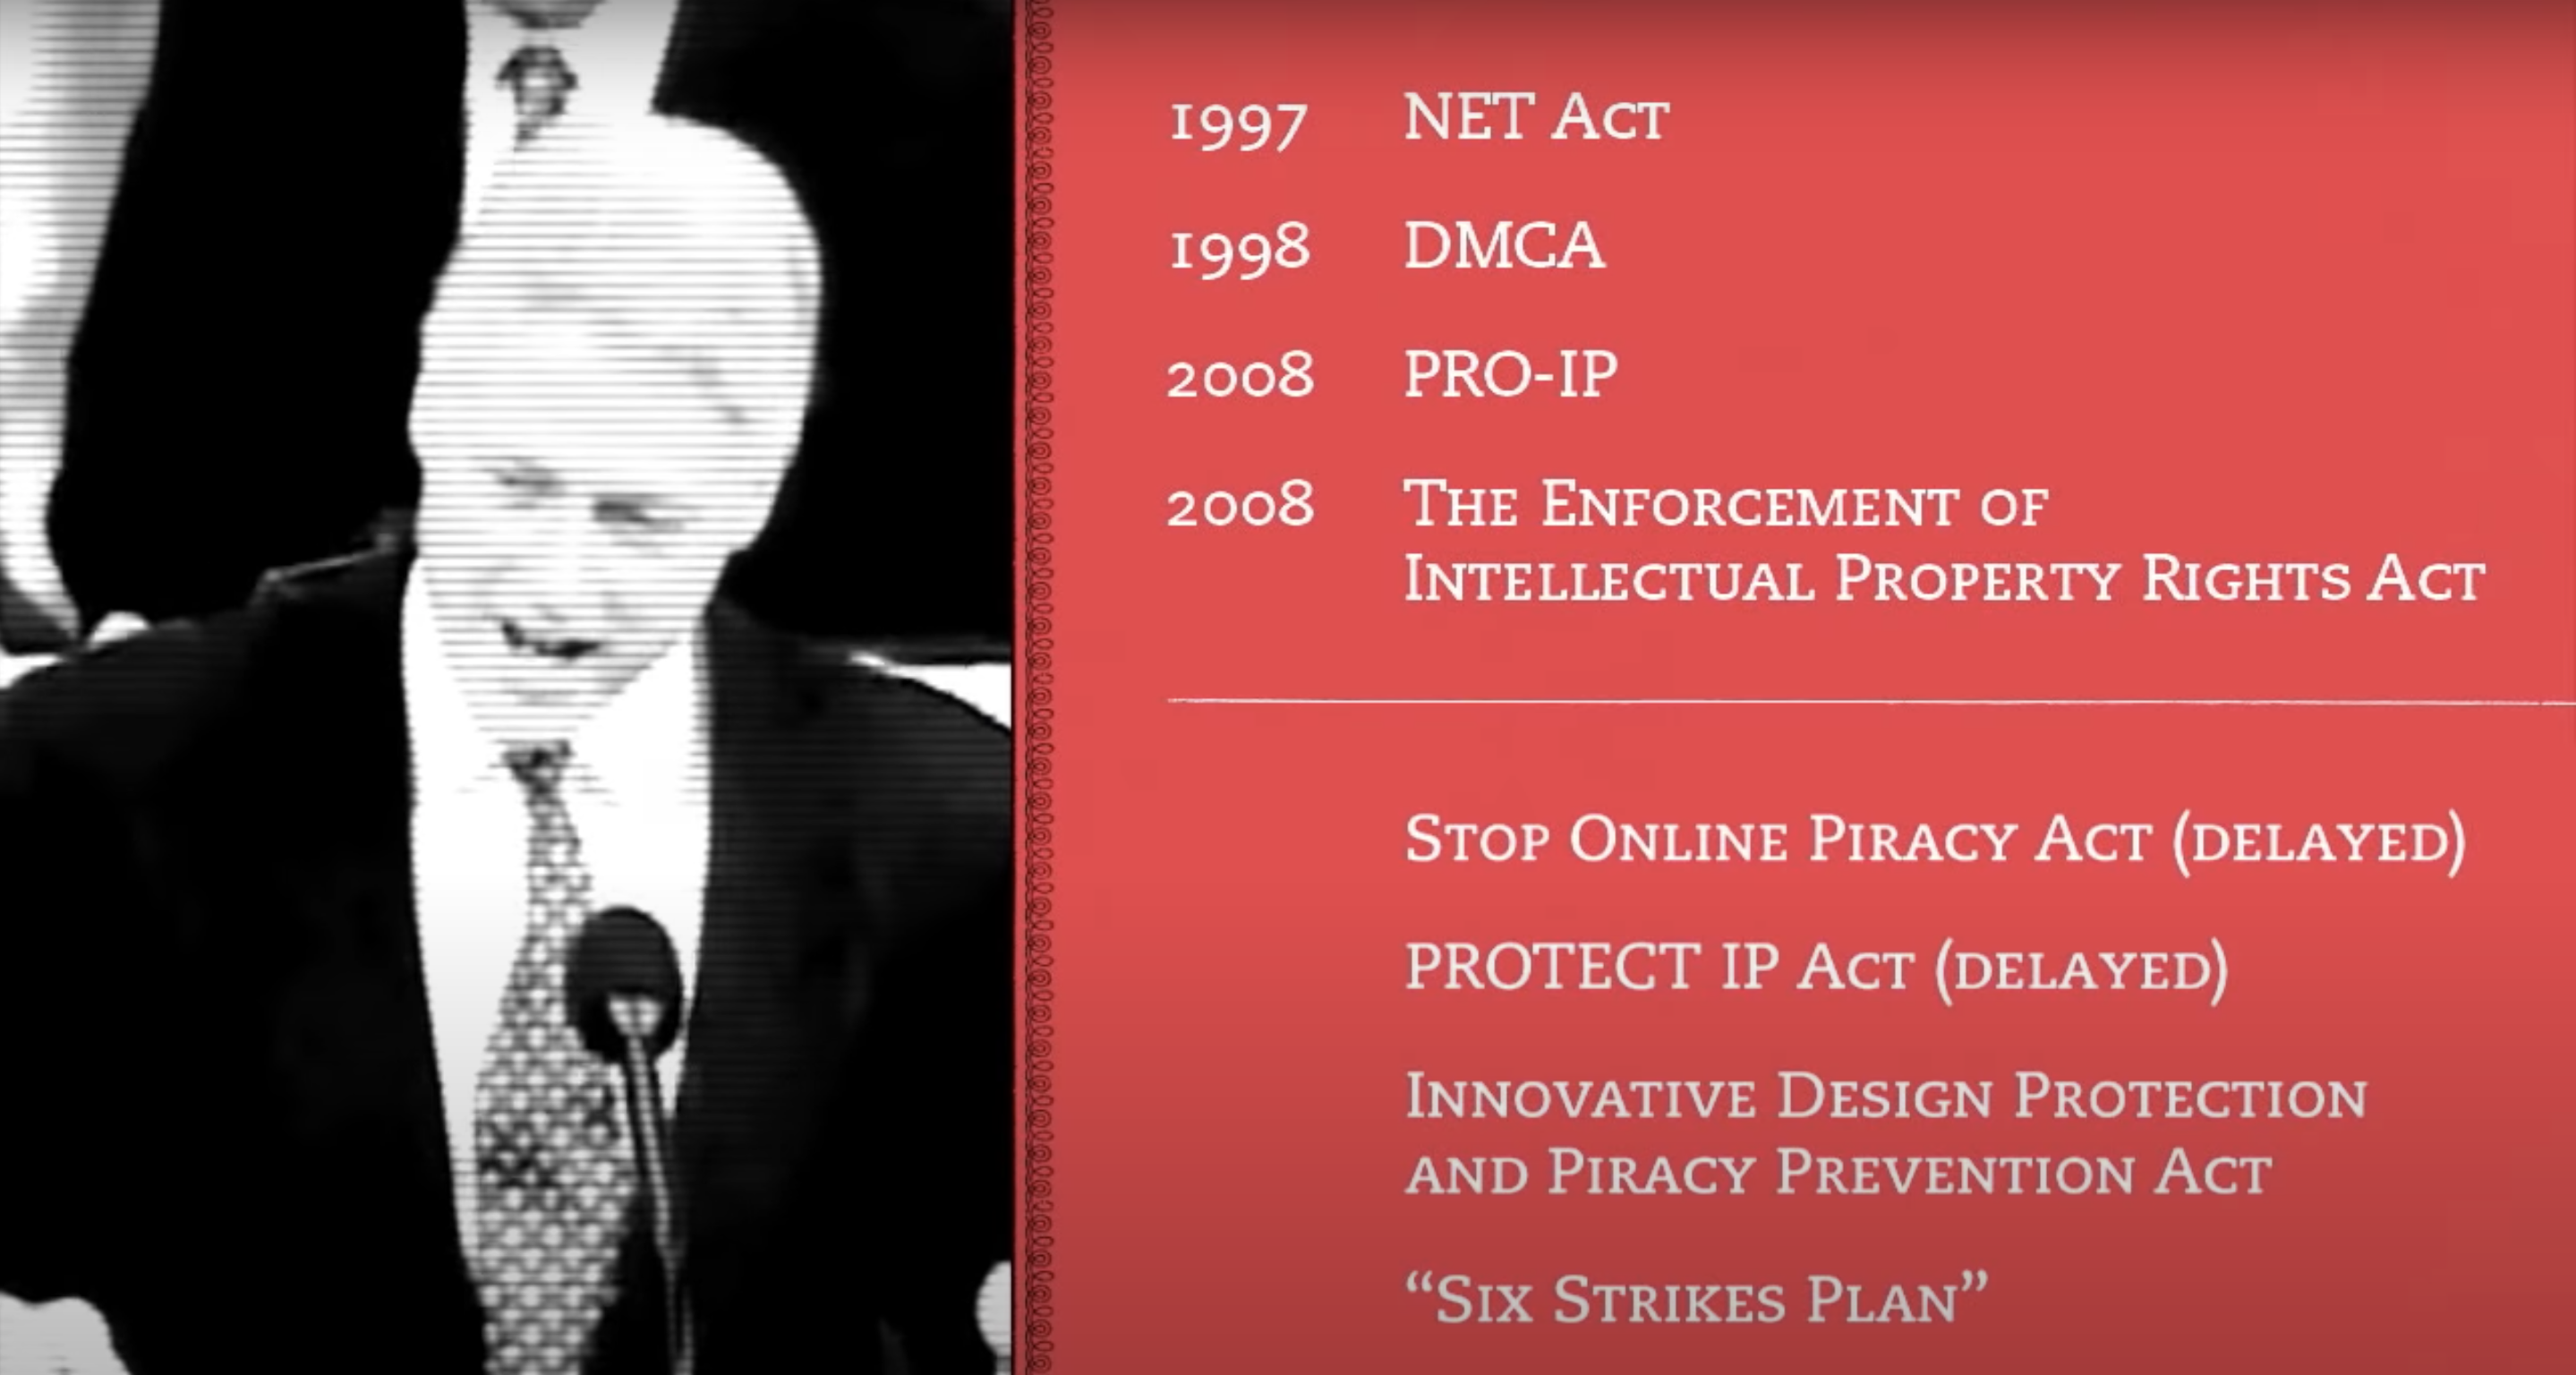 1997 NET Act
1998 DMCA
2008 PRO-IP
2008 The Enforcement of
Intellectual Property Rights Act
Stop Online Piracy Act (delayed)
PROTECT IP Act (delayed)
Innovative Design Protection
and Piracy Prevention Act
“Six Strikes Plan”